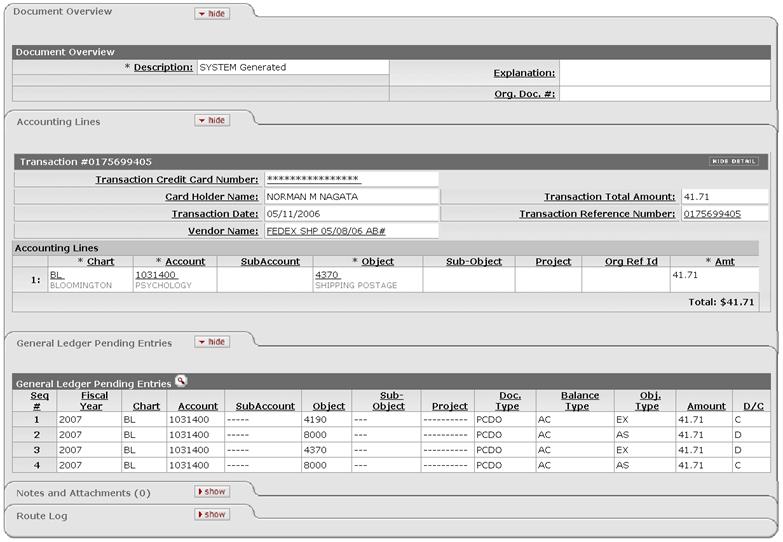 Document Overview hide
Document Overview
* Description: SYSTEM Generated
Explanation:
Org. Doc. #:
Accounting Lines hide
Transaction #0175699405 HIDE DETAIL
Transaction Credit Card Number: ****************
Card Holder Name: NORMAN M NAGATA Transaction Total Amount: 41.71
Transaction Date: 05/11/2006 Transaction Reference Number: 0175699405
Vendor Name: FEDEX SHP 05/08/06 AB#
Accounting Lines
* Chart * Account SubAccount * Object Sub-Object Project Org Ref Id * Amt
1: BL 1031400 4370 41.71
BLOOMINGTON PSYCHOLOGY SHIPPING POSTAGE
Total: $41.71
General Ledger Pending Entries hide
General Ledger Pending Entries
Seq # Fiscal Year Chart Account SubAccount Object Sub-Object Project Doc. Type Balance Type Obj. Type Amount D/C
1 2007 BL 1031400 ----- 4190 --- ---------- PCDO AC EX 41.71 C
2 2007 BL 1031400 ----- 8000 --- ---------- PCDO AC AS 41.71 D
3 2007 BL 1031400 ----- 4370 --- ---------- PCDO AC EX 41.71 D
4 2007 BL 1031400 ----- 8000 --- ---------- PCDO AC AS 41.71 C
Notes and Attachments (0) show
Route Log show